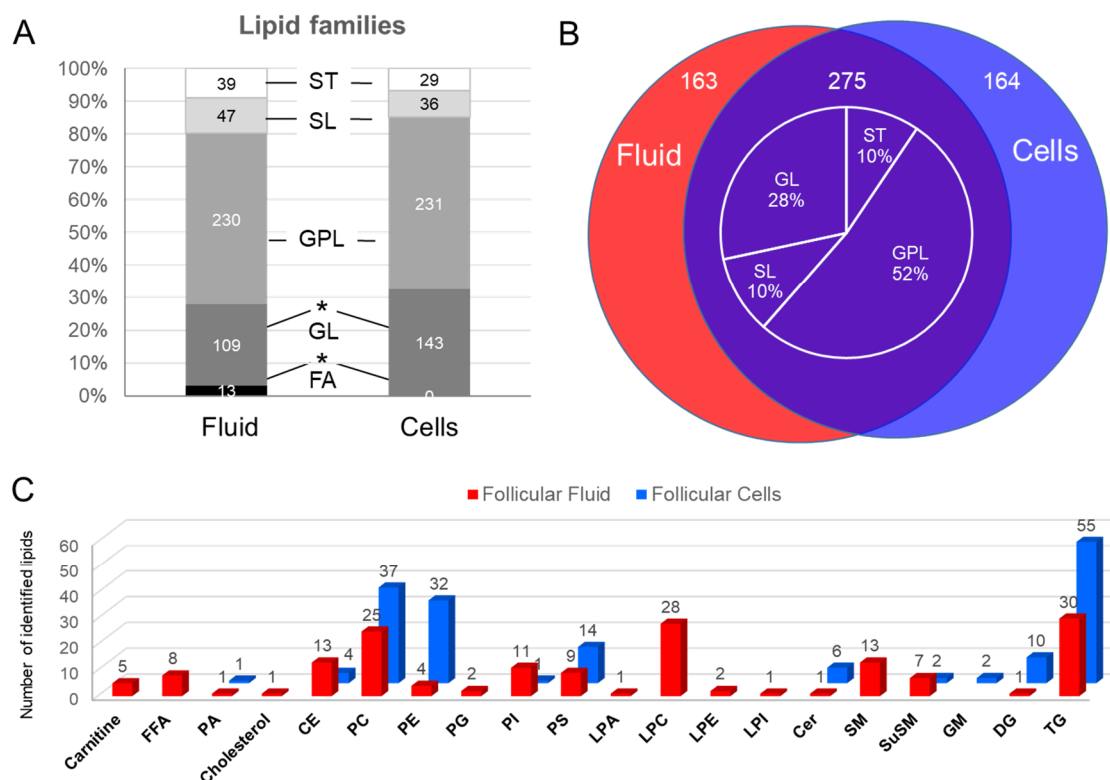 A
Lipid families
100%
90%
80%
70%
60%
50%
40%
30%
20%
10%
0%
39
47
230
109
13
ST
SL
GPL
*
GL
*
FA
29
36
231
143
0
Fluid
Cells
B
163
275
164
Fluid
Cells
ST
10%
GL
28%
GPL
52%
SL
10%
C
Follicular Fluid
Follicular Cells
Number of identified lipids
60
50
40
30
20
10
0
5
8
1
1
1
13
4
25
37
4
32
2
11
1
9
14
1
28
2
1
1
6
13
7
2
2
1
10
30
55
Carnitine
FFA
PA
Cholesterol
CE
PC
PE
PG
PI
PS
LPA
LPC
LPE
LPI
Cer
SM
SuSM
GM
DG
TG